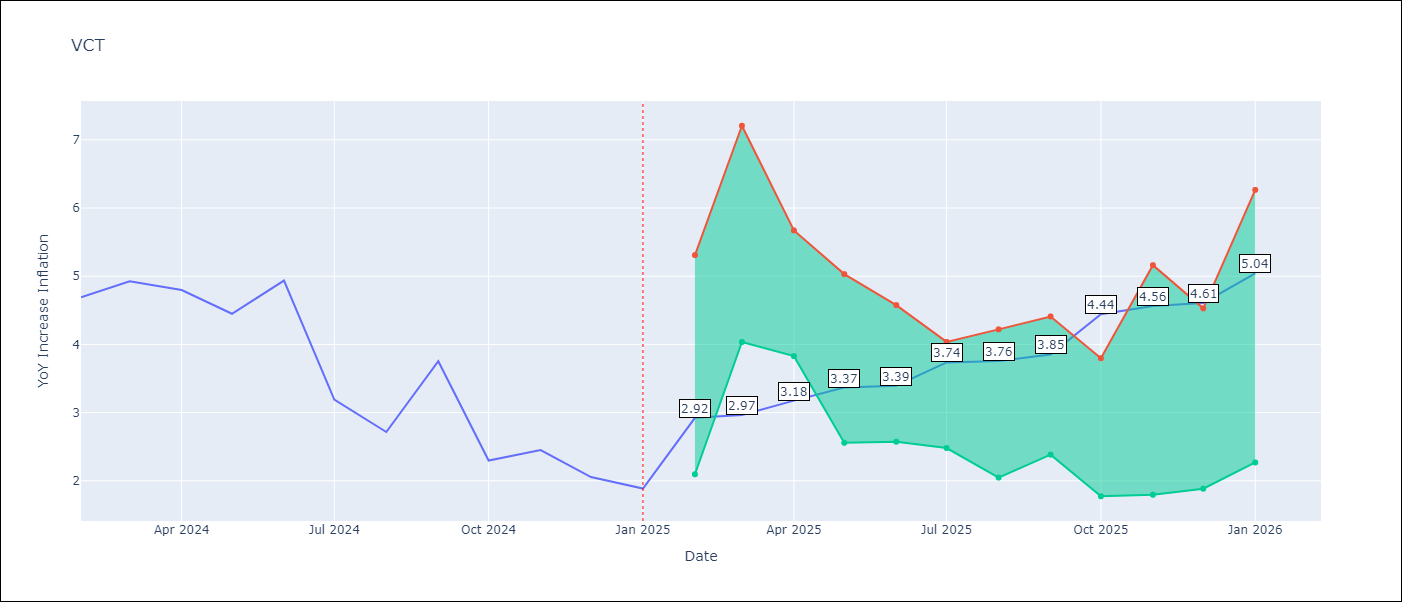 VCT
YoY Increase Inflation
7
6
5
4
3
2
2.92
2.97
3.18
3.37
3.39
3.74
3.76
3.85
4.44
4.56
4.61
5.04
Apr 2024
Jul 2024
Oct 2024
Jan 2025
Apr 2025
Jul 2025
Oct 2025
Jan 2026
Date